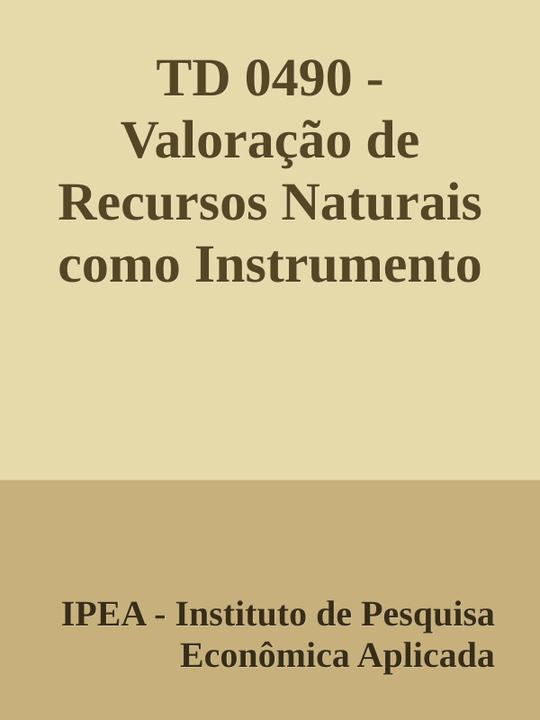 TD 0490 -
Valoração de
Recursos Naturais
como Instrumento
IPEA - Instituto de Pesquisa
Econômica Aplicada